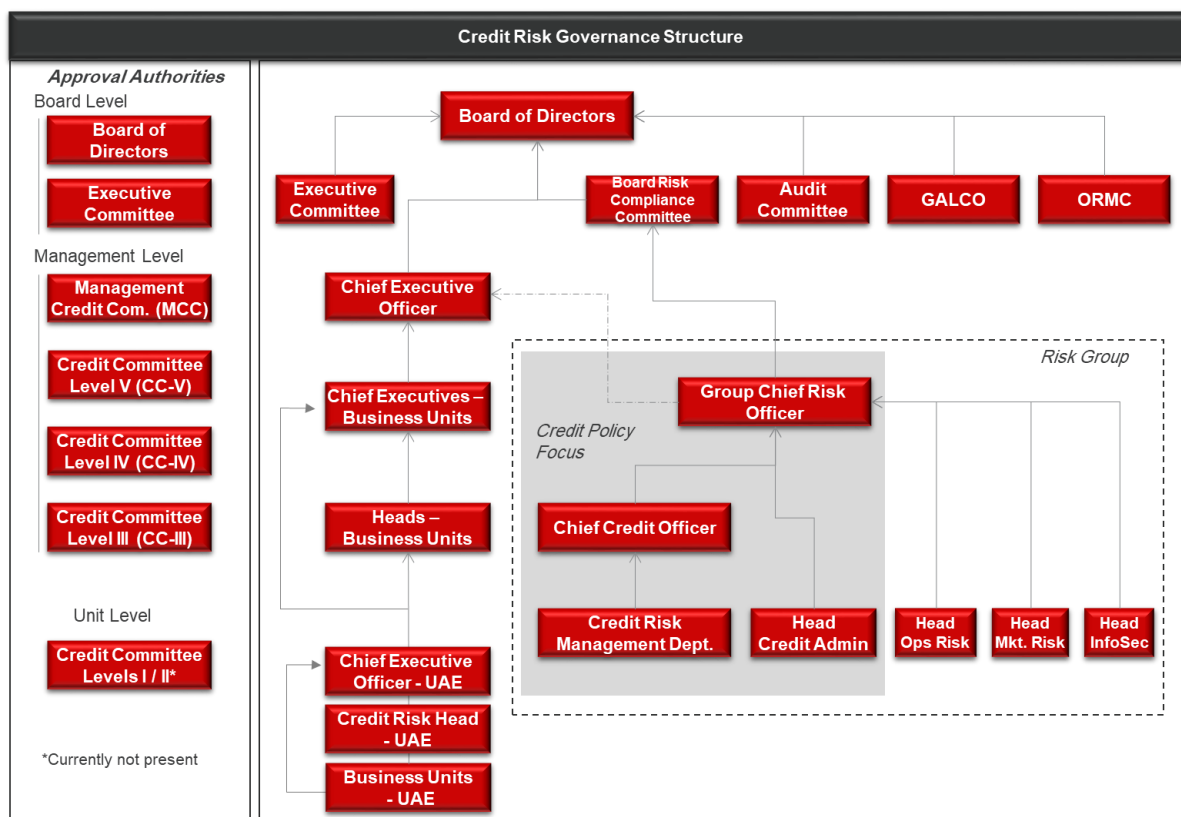 Credit Risk Governance Structure
Approval Authorities
Board Level
Board of
Directors
Executive
Committee
Management Level
Management
Credit Com. (MCC)
Credit Committee
Level V (CC-V)
Credit Committee
Level IV (CC-IV)
Credit Committee
Level III (CC-III)
Unit Level
Credit Committee
Levels I / II*
*Currently not present
Board of Directors
Executive
Committee
Board Risk
Compliance
Committee
Audit
Committee
GALCO
ORMC
Chief Executive
Officer
Risk Group
Chief Executives –
Business Units
Group Chief Risk
Officer
Credit Policy
Focus
Heads –
Business Units
Chief Credit Officer
Credit Risk
Management Dept.
Head
Credit Admin
Head
Ops Risk
Head
Mkt. Risk
Head
InfoSec
Chief Executive
Officer - UAE
Credit Risk Head
- UAE
Business Units
- UAE